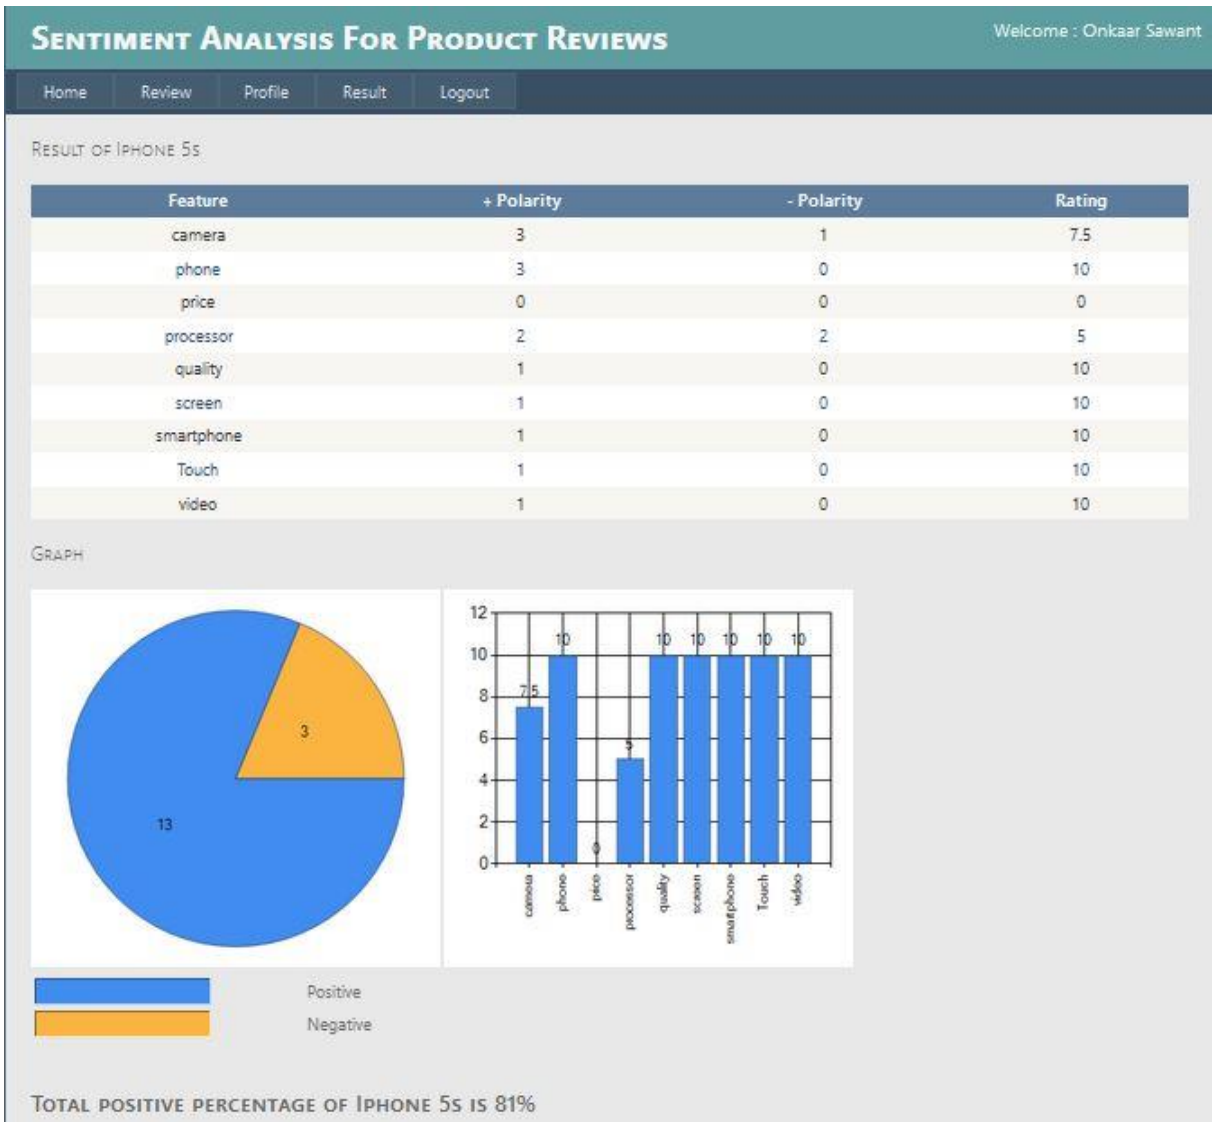 Sentiment Analysis For Product Reviews
Welcome : Onkaar Sawant
Home Review Profile Result Logout
Result of Iphone 5s
Feature + Polarity - Polarity Rating
camera 3 1 7.5
phone 3 0 10
price 0 0 0
processor 2 2 5
quality 1 0 10
screen 1 0 10
smartphone 1 0 10
Touch 1 0 10
video 1 0 10
Graph
3
13
12
10
8
6
4
2
0
7.5 10 0 5 10 10 10 10 10
camera phone price processor quality screen smartphone Touch video
Positive
Negative
Total positive percentage of Iphone 5s is 81%